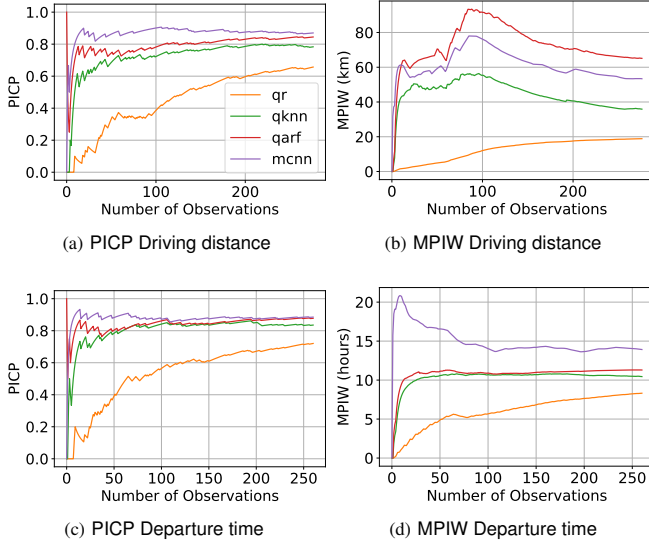 1.0
0.8
0.6
0.4
0.2
0.0
PICP
0
100
200
Number of Observations
qr
qknn
qarf
mcnn
(a) PICP Driving distance
80
60
40
20
0
MPIW (km)
0
100
200
Number of Observations
(b) MPIW Driving distance
1.0
0.8
0.6
0.4
0.2
0.0
PICP
0
50
100
150
200
250
Number of Observations
(c) PICP Departure time
20
15
10
5
0
MPIW (hours)
0
50
100
150
200
250
Number of Observations
(d) MPIW Departure time